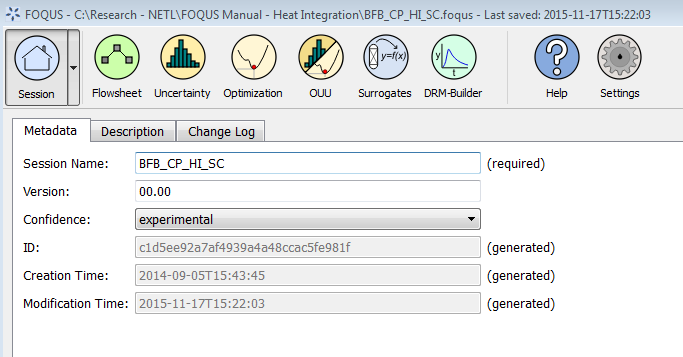 FOQUS - C:\Research - NETL\FOQUS Manual - Heat Integration\BFB_CP_HI_SC.foqus - Last saved: 2015-11-17T15:22:03
y=f(x)
y
t
?
Session Flowsheet Uncertainty Optimization OUU Surrogates DRM-Builder Help Settings
Metadata Description Change Log
Session Name: BFB_CP_HI_SC (required)
Version: 00.00
Confidence: experimental
ID: c1d5ee92a7af4939a4a48ccac5fe981f (generated)
Creation Time: 2014-09-05T15:43:45 (generated)
Modification Time: 2015-11-17T15:22:03 (generated)